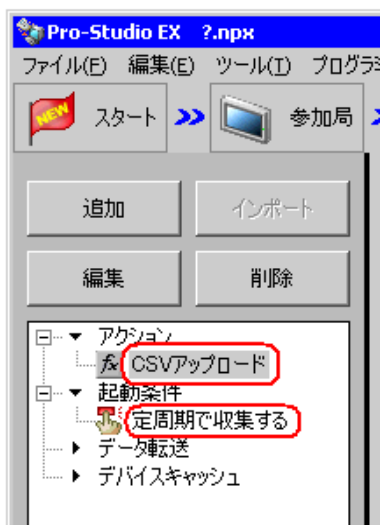 Pro-Studio EX ?.npx
ファイル(F) 編集(E) ツール(T) プログラ
NEW スタート >> 参加局
追加 インポート
編集 削除
アクション
fx CSVアップロード
起動条件
定周期で収集する
データ転送
デバイスキャッシュ